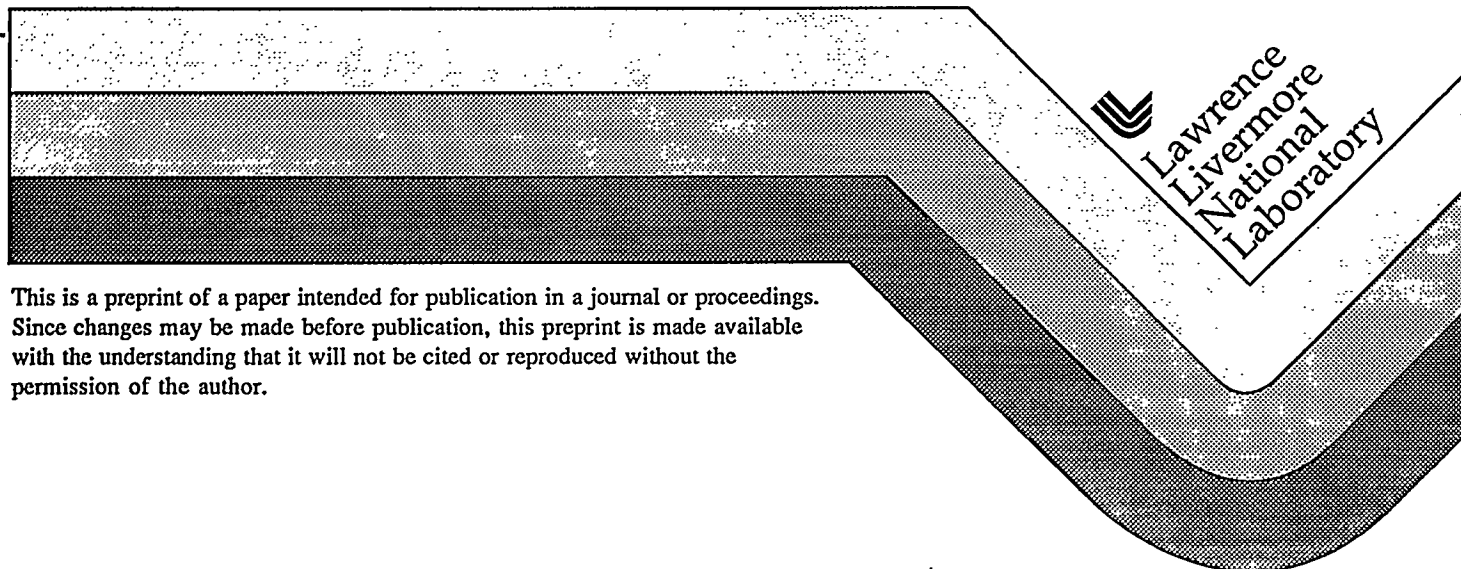 Lawrence
Livermore
National
Laboratory
This is a preprint of a paper intended for publication in a journal or proceedings.
Since changes may be made before publication, this preprint is made available
with the understanding that it will not be cited or reproduced without the
permission of the author.